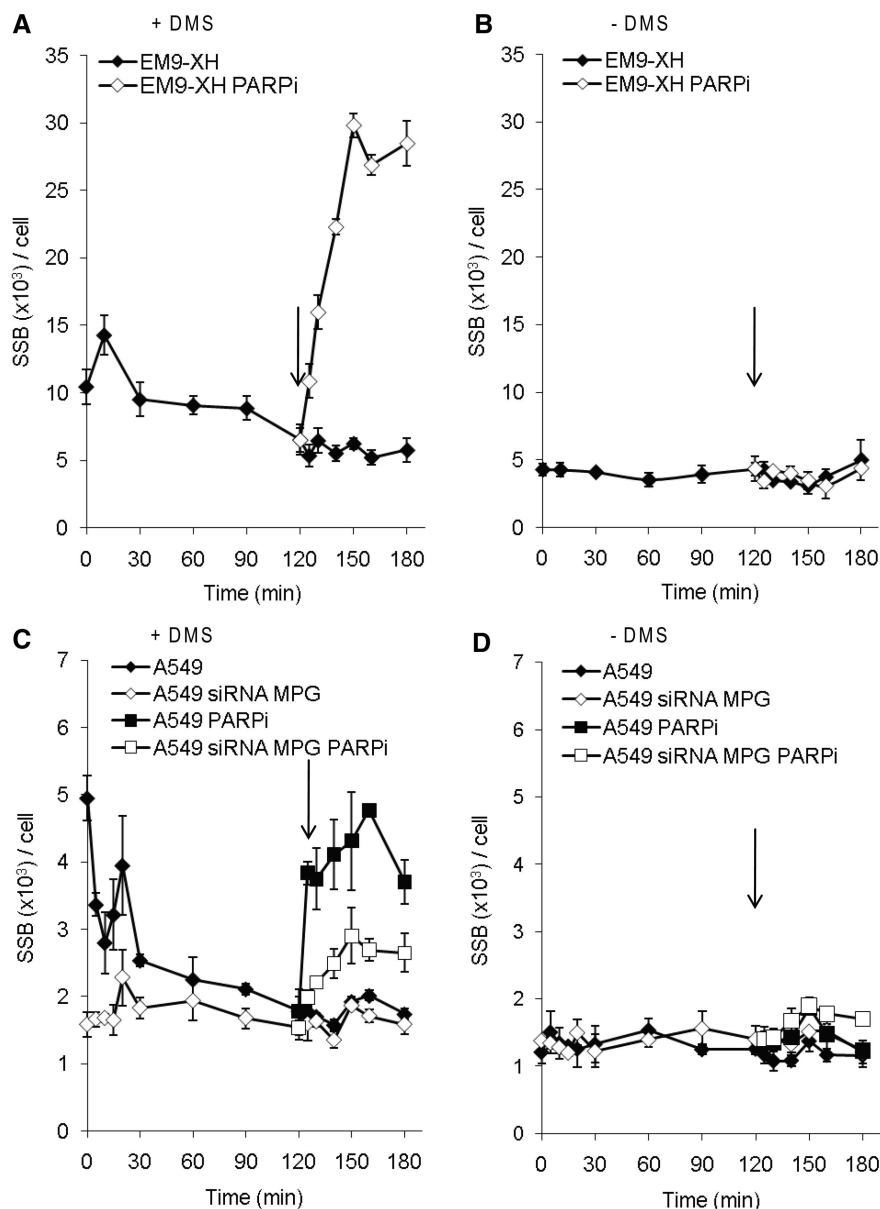 A
+ DMS
EM9-XH
EM9-XH PARPi
SSB (x10³) / cell
35
30
25
20
15
10
5
0
0 30 60 90 120 150 180
Time (min)
B
- DMS
EM9-XH
EM9-XH PARPi
SSB (x10³) / cell
35
30
25
20
15
10
5
0
0 30 60 90 120 150 180
Time (min)
C
+ DMS
A549
A549 siRNA MPG
A549 PARPi
A549 siRNA MPG PARPi
SSB (x10³) / cell
7
6
5
4
3
2
1
0
0 30 60 90 120 150 180
Time (min)
D
- DMS
A549
A549 siRNA MPG
A549 PARPi
A549 siRNA MPG PARPi
SSB (x10³) / cell
7
6
5
4
3
2
1
0
0 30 60 90 120 150 180
Time (min)